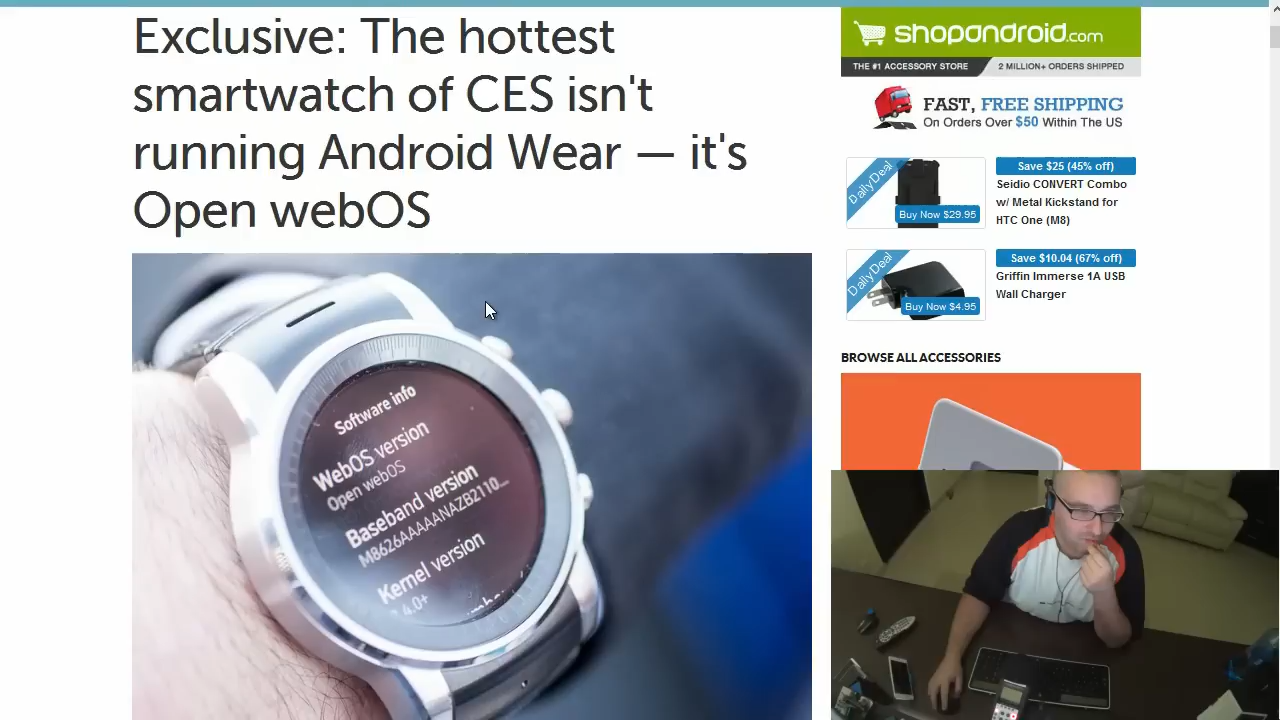 Exclusive: The hottest
smartwatch of CES isn't
running Android Wear — it's
Open webOS
Software info
WebOS version
Open webOS
Baseband version
M8626AAAAANAZB2110...
Kernel version
shopandroid.com
THE #1 ACCESSORY STORE
2 MILLION+ ORDERS SHIPPED
FAST, FREE SHIPPING
On Orders Over $50 Within The US
DailyDeal
Buy Now $29.95
Save $25 (45% off)
Seidio CONVERT Combo
w/ Metal Kickstand for
HTC One (M8)
DailyDeal
Buy Now $4.95
Save $10.04 (67% off)
Griffin Immerse 1A USB
Wall Charger
BROWSE ALL ACCESSORIES